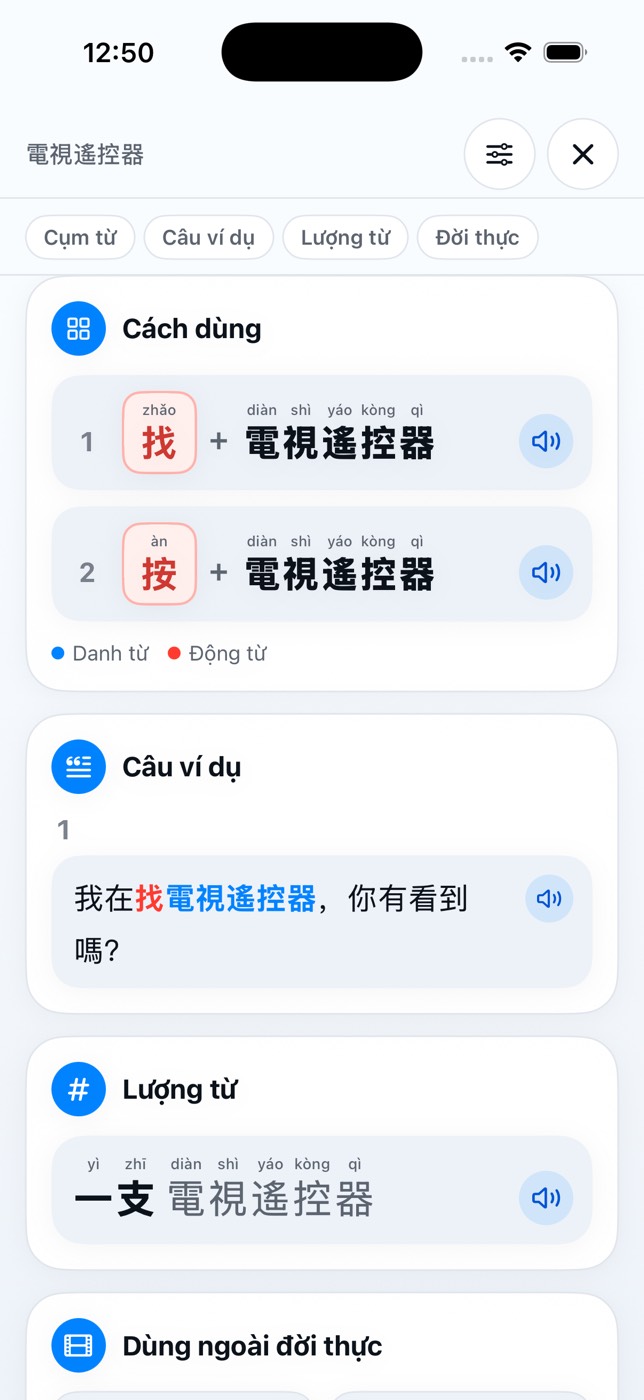 12:50
電視遙控器
Cụm từ Câu ví dụ Lượng từ Đời thực
Cách dùng
zhǎo diàn shì yáo kòng qì
1 找 + 電視遙控器
àn diàn shì yáo kòng qì
2 按 + 電視遙控器
Danh từ Động từ
Câu ví dụ
1
我在找電視遙控器，你有看到
嗎?
# Lượng từ
yì zhī diàn shì yáo kòng qì
一支 電視遙控器
Dùng ngoài đời thực